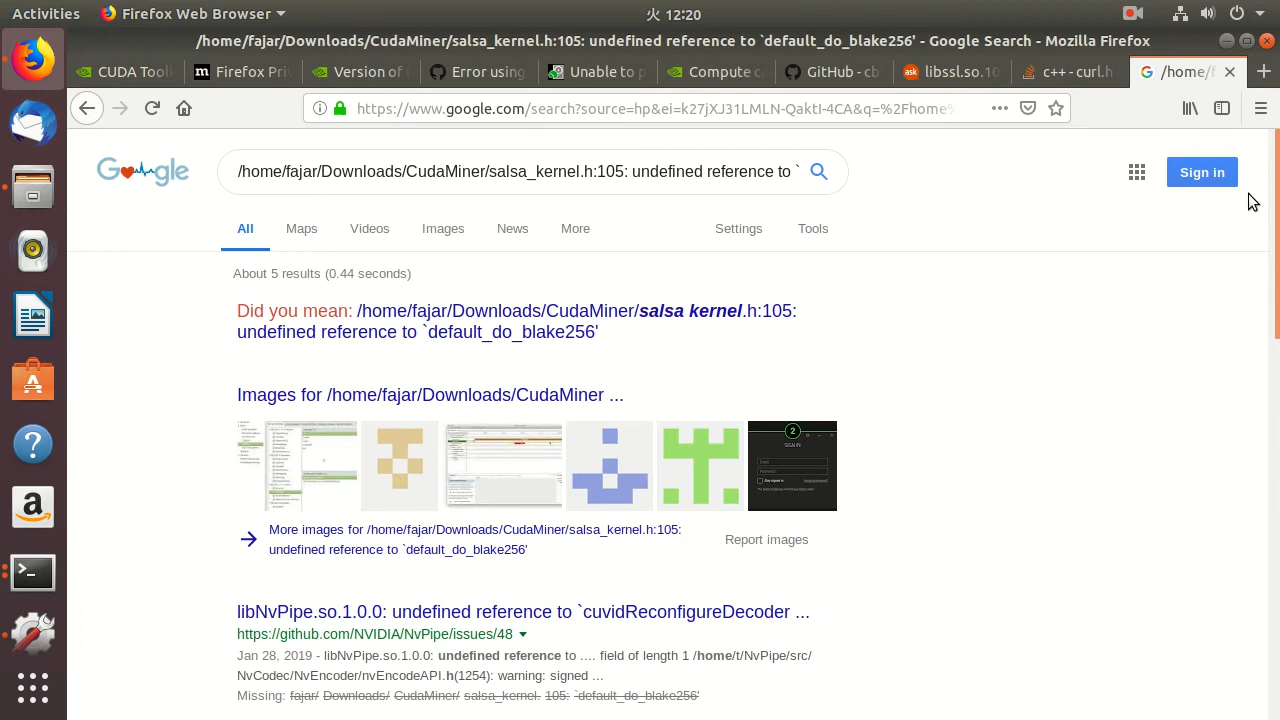 Activities
Firefox Web Browser
火 12:20
/home/fajar/Downloads/CudaMiner/salsa_kernel.h:105: undefined reference to `default_do_blake256' - Google Search - Mozilla Firefox
CUDA Tool
Firefox Pri
Version of
Error using
Unable to p
Compute c
GitHub - cb
libssl.so.10
c++ - curl.h
/home/f
https://www.google.com/search?source=hp&ei=k27jXJ31LMLN-QaktI-4CA&q=%2Fhome%
Google
/home/fajar/Downloads/CudaMiner/salsa_kernel.h:105: undefined reference to `
Sign in
All
Maps
Videos
Images
News
More
Settings
Tools
About 5 results (0.44 seconds)
Did you mean: /home/fajar/Downloads/CudaMiner/salsa kernel.h:105:
undefined reference to `default_do_blake256'
Images for /home/fajar/Downloads/CudaMiner ...
2
SIGN IN
More images for /home/fajar/Downloads/CudaMiner/salsa_kernel.h:105:
undefined reference to `default_do_blake256'
Report images
libNvPipe.so.1.0.0: undefined reference to `cuvidReconfigureDecoder ...
https://github.com/NVIDIA/NvPipe/issues/48
Jan 28, 2019 - libNvPipe.so.1.0.0: undefined reference to .... field of length 1 /home/t/NvPipe/src/
NvCodec/NvEncoder/nvEncodeAPI.h(1254): warning: signed ...
Missing: fajar/ Downloads/ CudaMiner/ salsa_kernel. 105: `default_do_blake256'